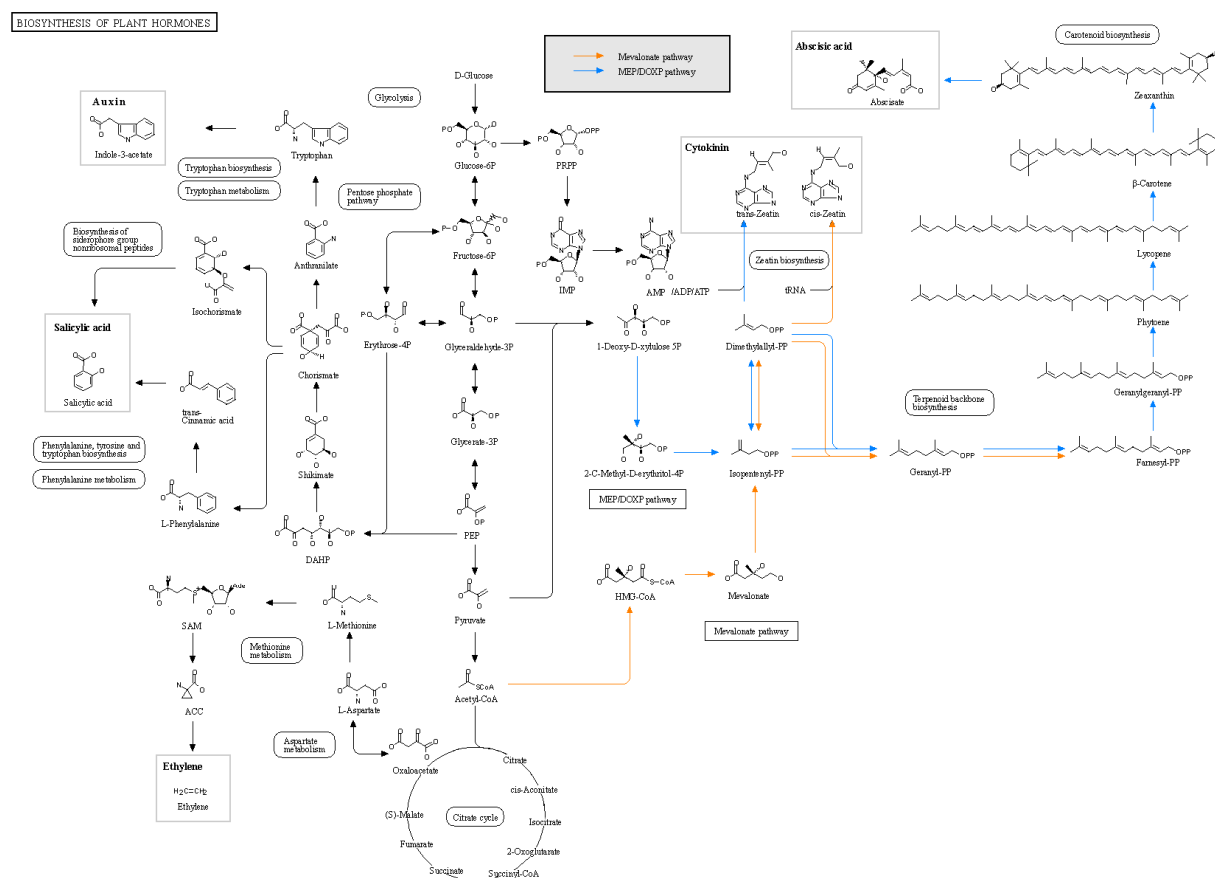 BIOSYNTHESIS OF PLANT HORMONES
Mevalonate pathway
MEP/DOXP pathway
Abscisic acid
Abscisate
Carotenoid biosynthesis
Zeaxanthin
β-Carotene
Lycopene
Phytoene
Geranylgeranyl-PP
Farnesyl-PP
Geranyl-PP
Terpenoid backbone
biosynthesis
Auxin
Indole-3-acetate
Tryptophan
Tryptophan biosynthesis
Tryptophan metabolism
Glycolysis
D-Glucose
Glucose-6P
PRPP
Pentose phosphate
pathway
Fructose-6P
IMP
AMP /ADP/ATP
Cytokinin
trans-Zeatin
cis-Zeatin
Zeatin biosynthesis
tRNA
Biosynthesis of
siderophore group
nonribosomal peptides
Anthranilate
Isochorismate
Salicylic acid
Salicylic acid
Chorismate
Erythrose-4P
Glyceraldehyde-3P
1-Deoxy-D-xylulose 5P
Dimethylallyl-PP
trans-
Cinnamic acid
Glycerate-3P
Phenylalanine, tyrosine and
tryptophan biosynthesis
Phenylalanine metabolism
Shikimate
2-C-Methyl-D-erythritol-4P
Isopentenyl-PP
MEP/DOXP pathway
L-Phenylalanine
DAHP
PEP
SAM
L-Methionine
Pyruvate
HMG-CoA
Mevalonate
Mevalonate pathway
Methionine
metabolism
ACC
L-Aspartate
Acetyl-CoA
Aspartate
metabolism
Ethylene
H2C=CH2
Ethylene
Oxaloacetate
Citrate
cis-Aconitate
(S)-Malate
Citrate cycle
Isocitrate
Fumarate
2-Oxoglutarate
Succinate
Succinyl-CoA